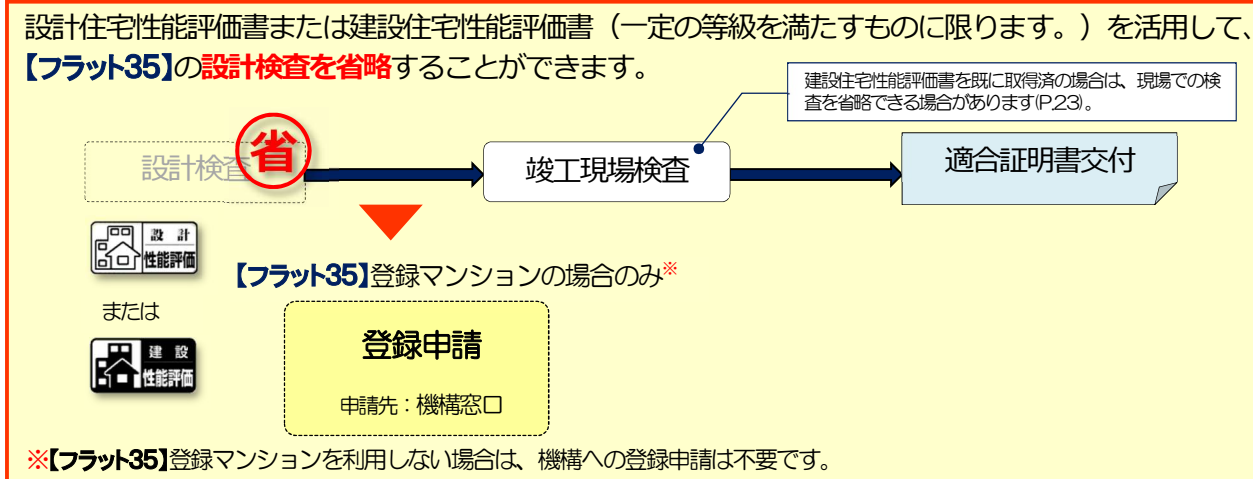 設計住宅性能評価書または建設住宅性能評価書（一定の等級を満たすものに限ります。）を活用して、
【フラット35】の設計検査を省略することができます。
建設住宅性能評価書を既に取得済の場合は、現場での検
査を省略できる場合があります(P.23)。
設計検査
省
竣工現場検査
適合証明書交付
設計
性能評価
または
建設
性能評価
【フラット35】登録マンションの場合のみ※
登録申請
申請先：機構窓口
※【フラット35】登録マンションを利用しない場合は、機構への登録申請は不要です。